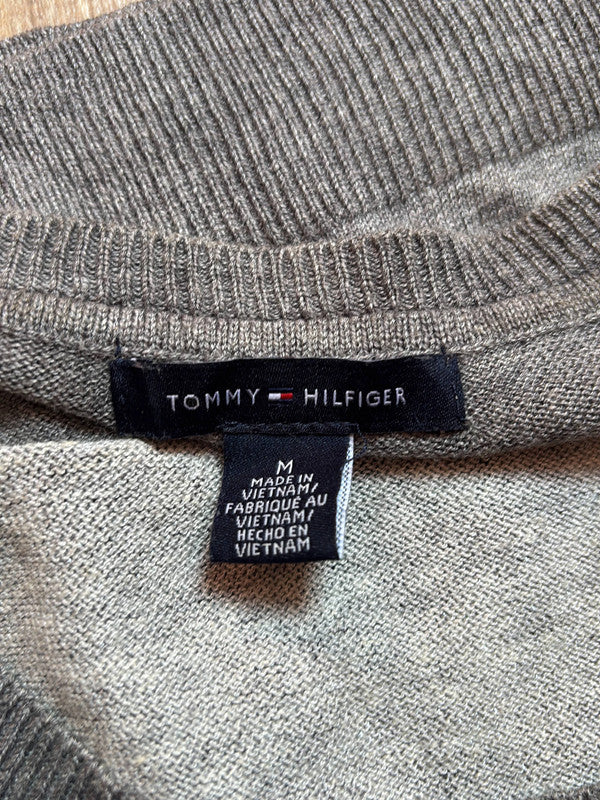 TOMMY HILFIGER
M
MADE IN
VIETNAM/
FABRIQUÉ AU
VIETNAM/
HECHO EN
VIETNAM